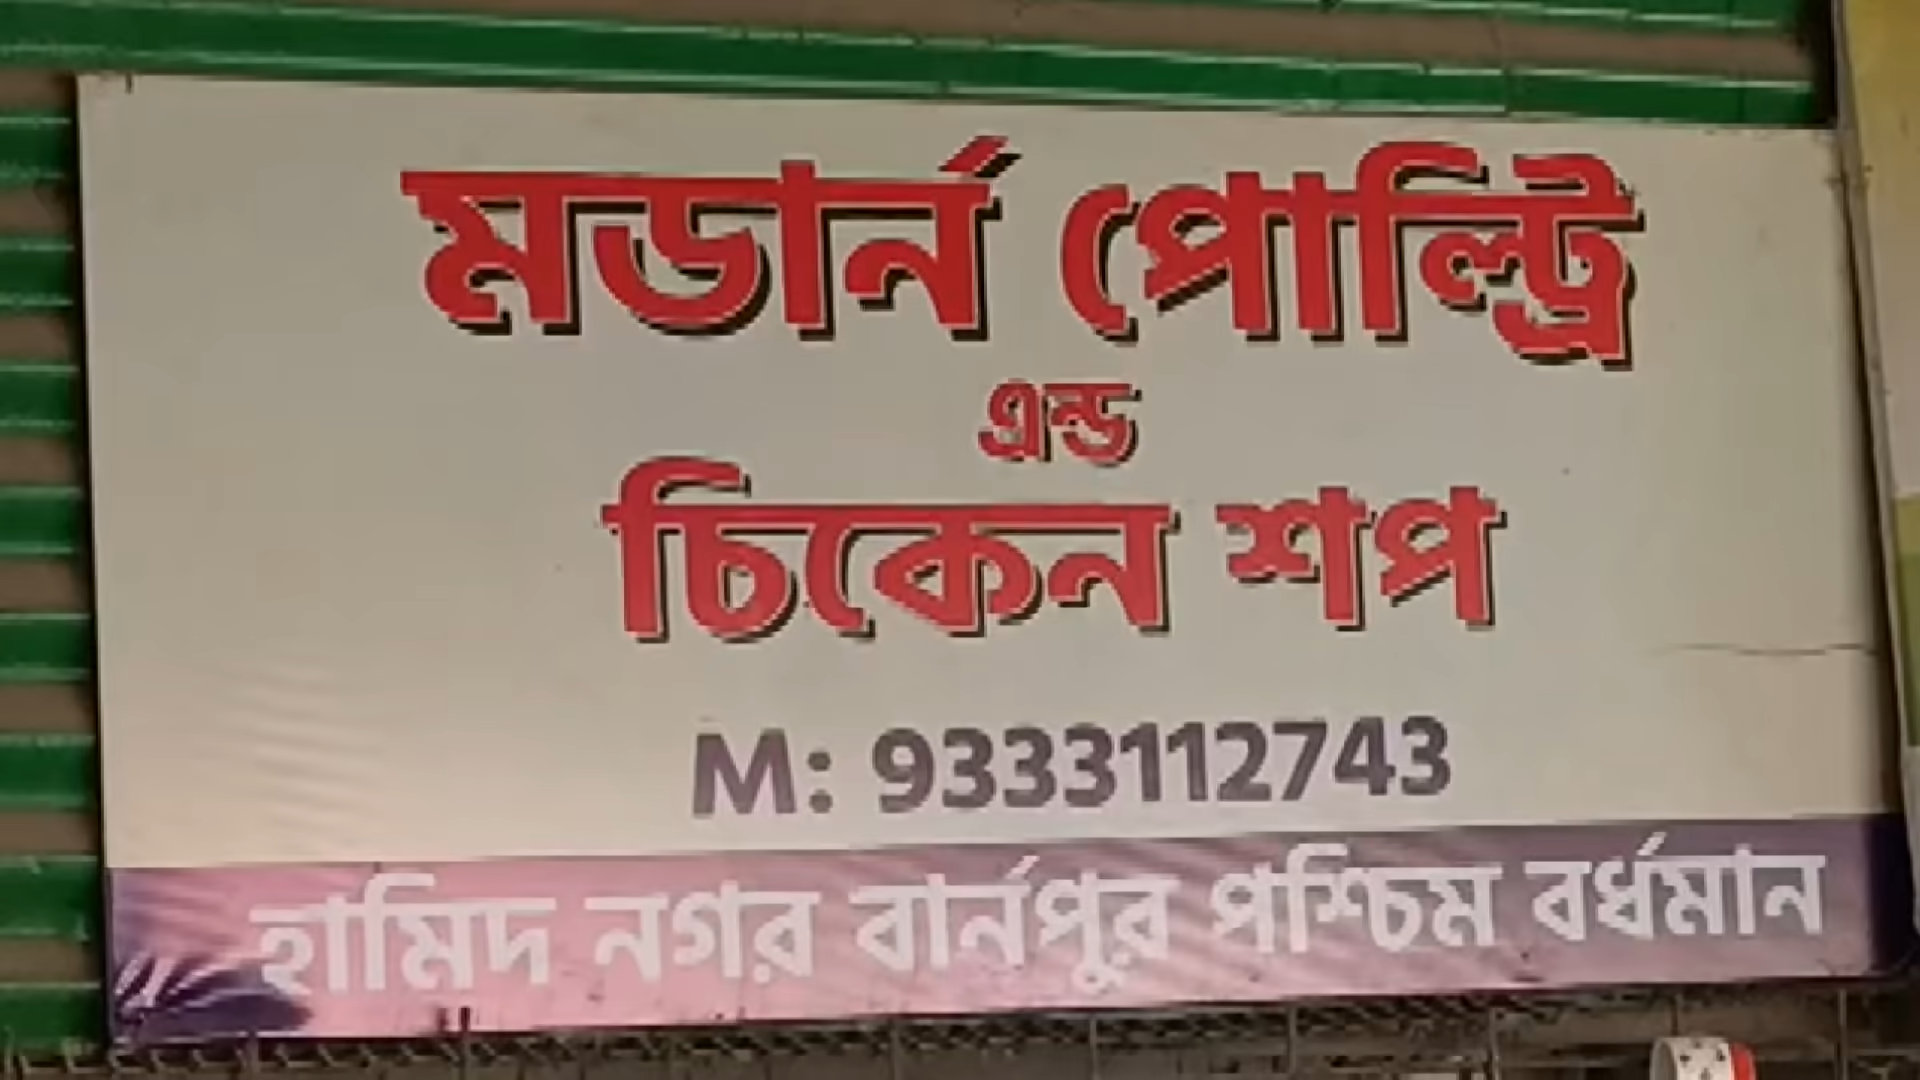 মডার্ন পোল্ট্রি
এন্ড
চিকেন শপ
M: 9333112743
হামিদ নগর বার্নপুর পশ্চিম বর্ধমান